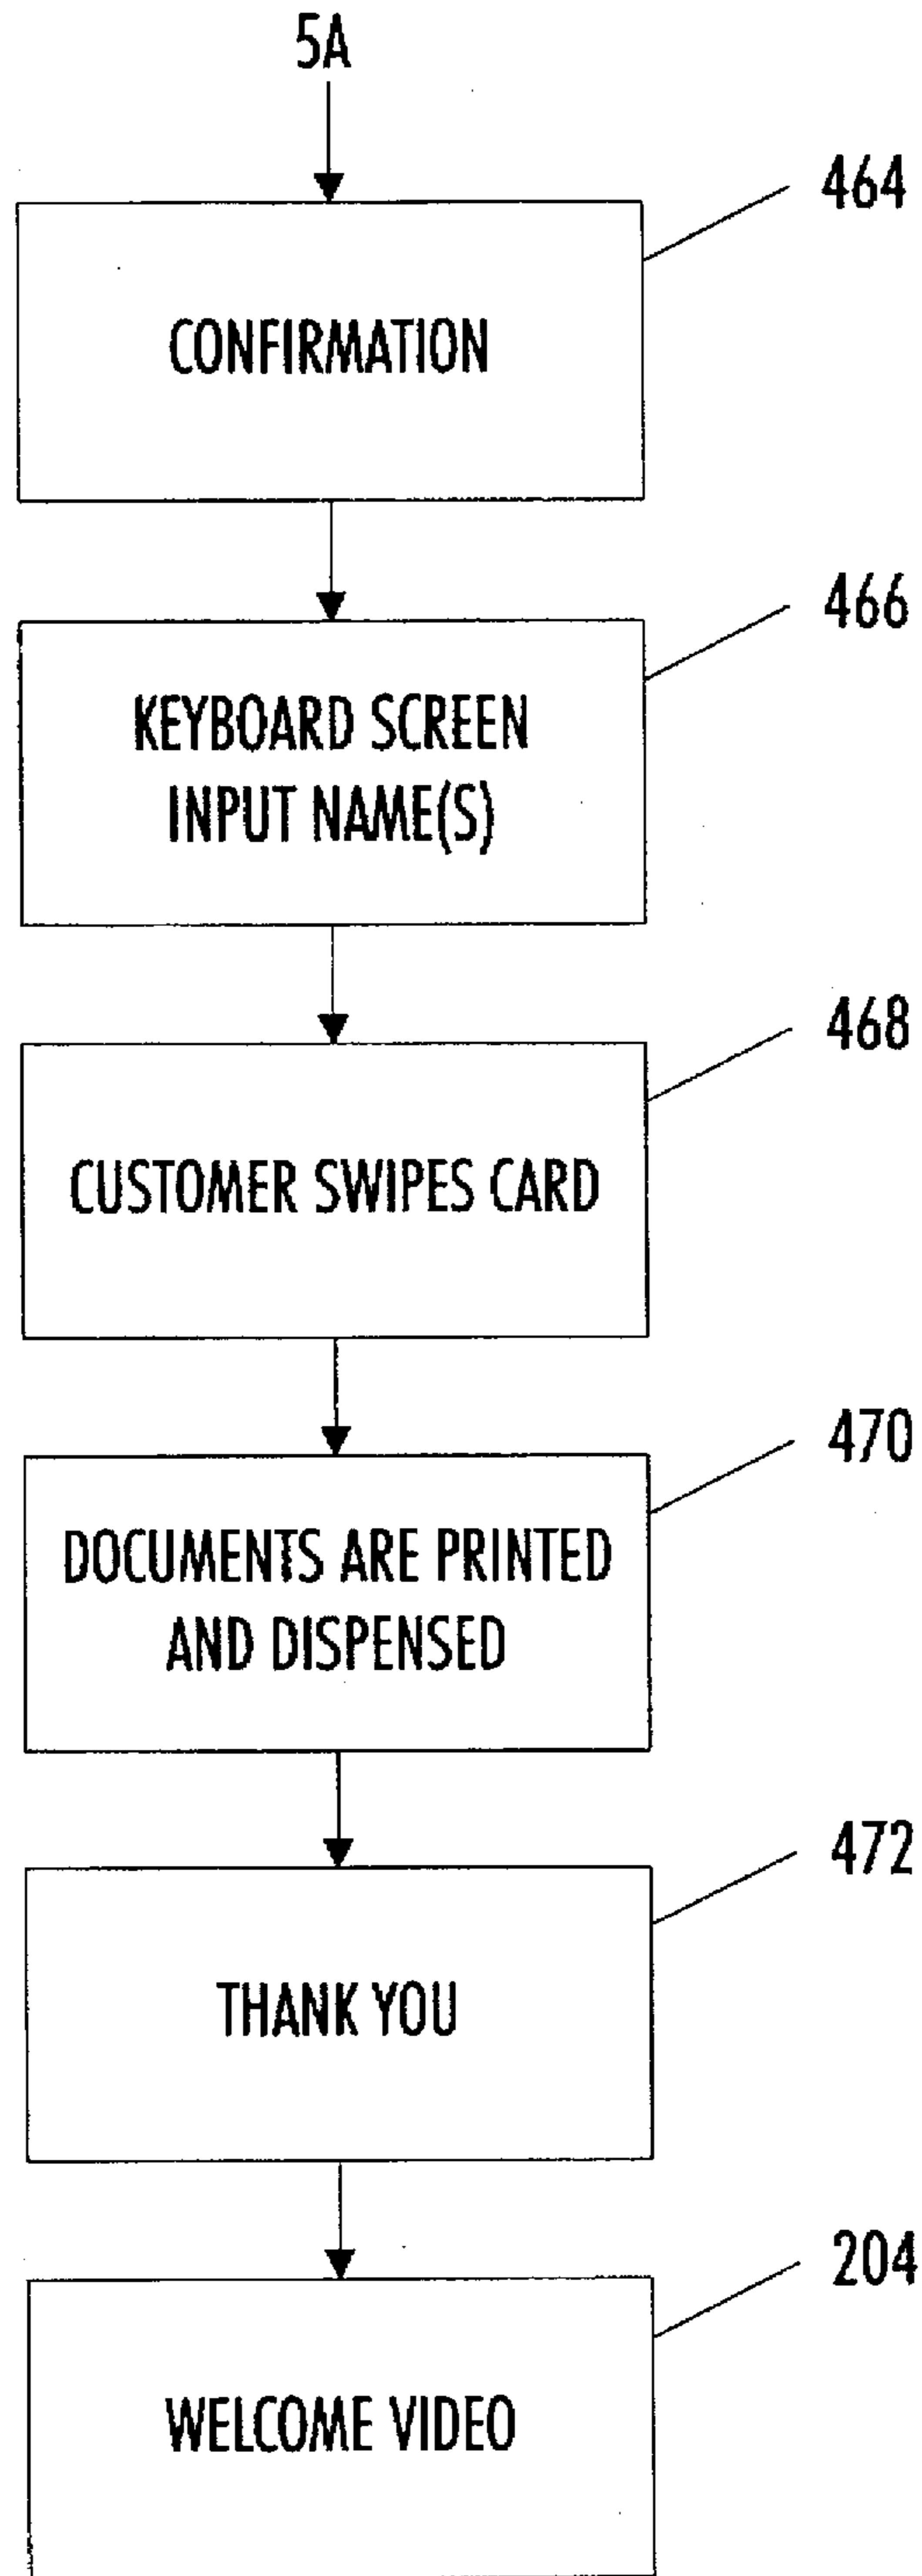 5A
464
CONFIRMATION
466
KEYBOARD SCREEN
INPUT NAME(S)
468
CUSTOMER SWIPES CARD
470
DOCUMENTS ARE PRINTED
AND DISPENSED
472
THANK YOU
204
WELCOME VIDEO